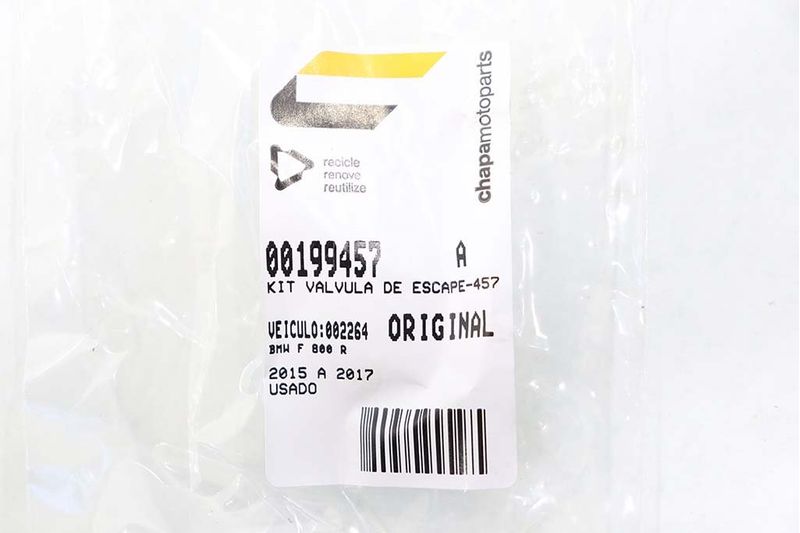 chapamotoparts
recicle
renove
reutilize
00199457 A
KIT VALVULA DE ESCAPE-457
VEICULO:002264 ORIGINAL
BMW F 800 R
2015 A 2017
USADO